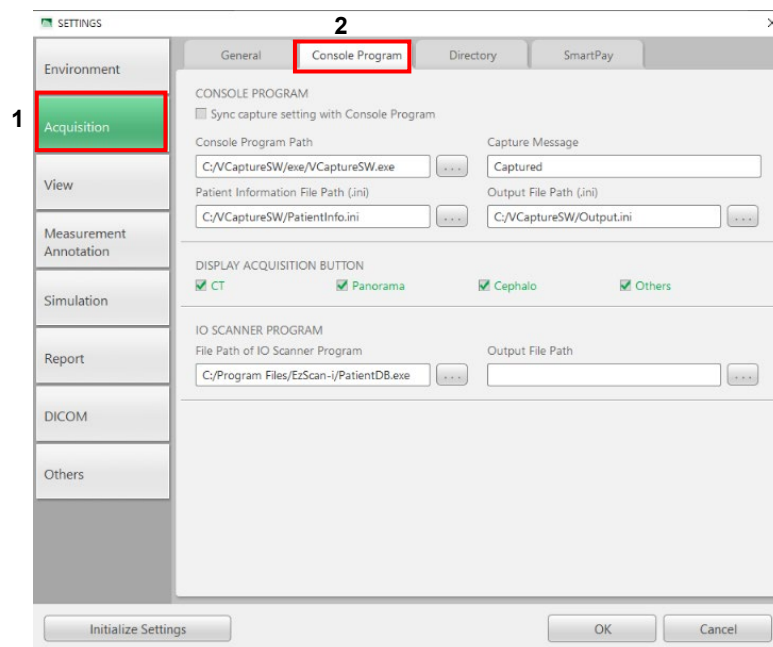 2
SETTINGS
Environment
General
Console Program
Directory
SmartPay
CONSOLE PROGRAM
Sync capture setting with Console Program
1
Acquisition
Console Program Path
Capture Message
C:/VCaptureSW/exe/VCaptureSW.exe
...
Captured
View
Patient Information File Path (.ini)
Output File Path (.ini)
C:/VCaptureSW/PatientInfo.ini
...
C:/VCaptureSW/Output.ini
...
Measurement
Annotation
DISPLAY ACQUISITION BUTTON
CT
Panorama
Cephalo
Others
Simulation
IO SCANNER PROGRAM
File Path of IO Scanner Program
Output File Path
Report
C:/Program Files/EzScan-i/PatientDB.exe
...
...
DICOM
Others
Initialize Settings
OK
Cancel